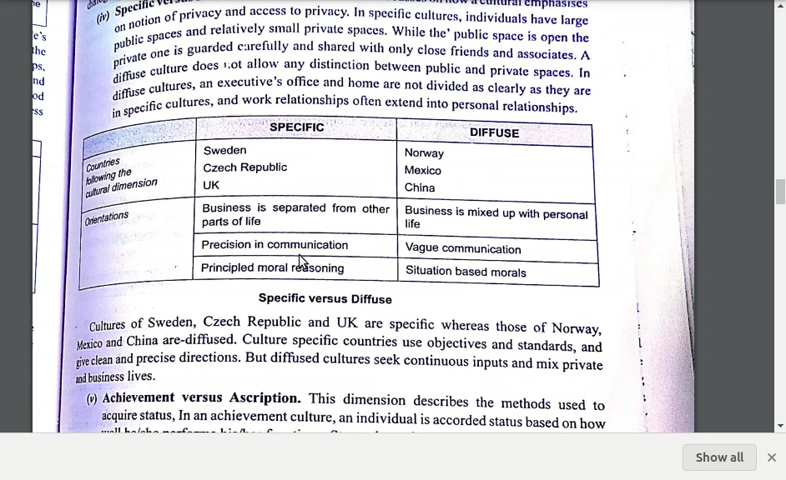 (iv) Specific
a cultural emphasises
on notion of privacy and access to privacy. In specific cultures, individuals have large
public spaces and relatively small private spaces. While the' public space is open the
private one is guarded carefully and shared with only close friends and associates. A
diffuse culture does not allow any distinction between public and private spaces. In
diffuse cultures, an executive's office and home are not divided as clearly as they are
in specific cultures, and work relationships often extend into personal relationships.
SPECIFIC DIFFUSE
Countries following the cultural dimension
Sweden Norway
Czech Republic Mexico
UK China
Orientations
Business is separated from other Business is mixed up with personal
parts of life life
Precision in communication Vague communication
Principled moral reasoning Situation based morals
Specific versus Diffuse
Cultures of Sweden, Czech Republic and UK are specific whereas those of Norway,
Mexico and China are-diffused. Culture specific countries use objectives and standards, and
give clean and precise directions. But diffused cultures seek continuous inputs and mix private
and business lives.
(v) Achievement versus Ascription. This dimension describes the methods used to
acquire status, In an achievement culture, an individual is accorded status based on how
e's
the
ps,
nd
od
ess
Show all